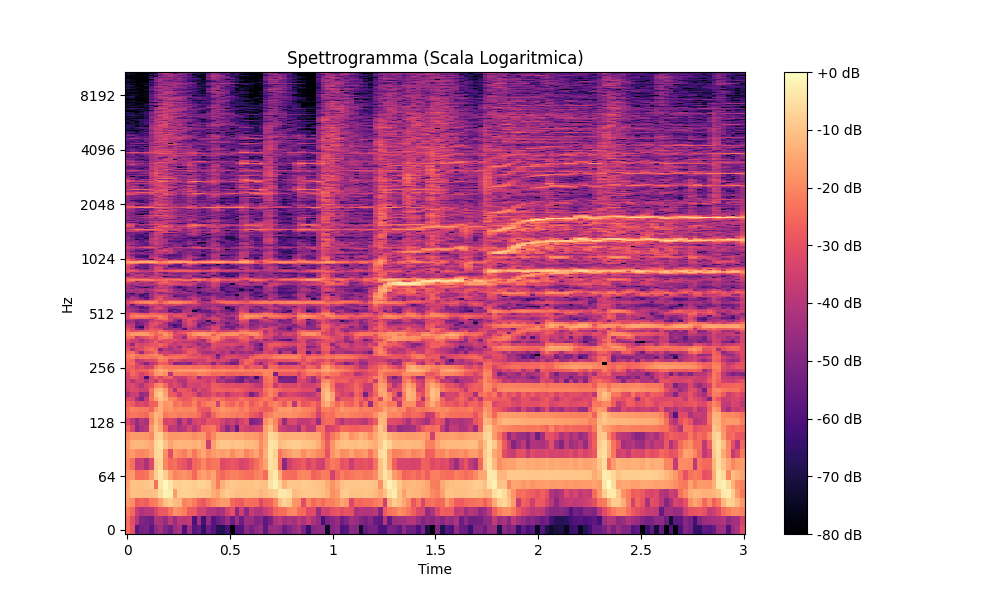 Spettrogramma (Scala Logaritmica)
Hz
8192
4096
2048
1024
512
256
128
64
0
0
0.5
1
1.5
2
2.5
3
Time
+0 dB
-10 dB
-20 dB
-30 dB
-40 dB
-50 dB
-60 dB
-70 dB
-80 dB